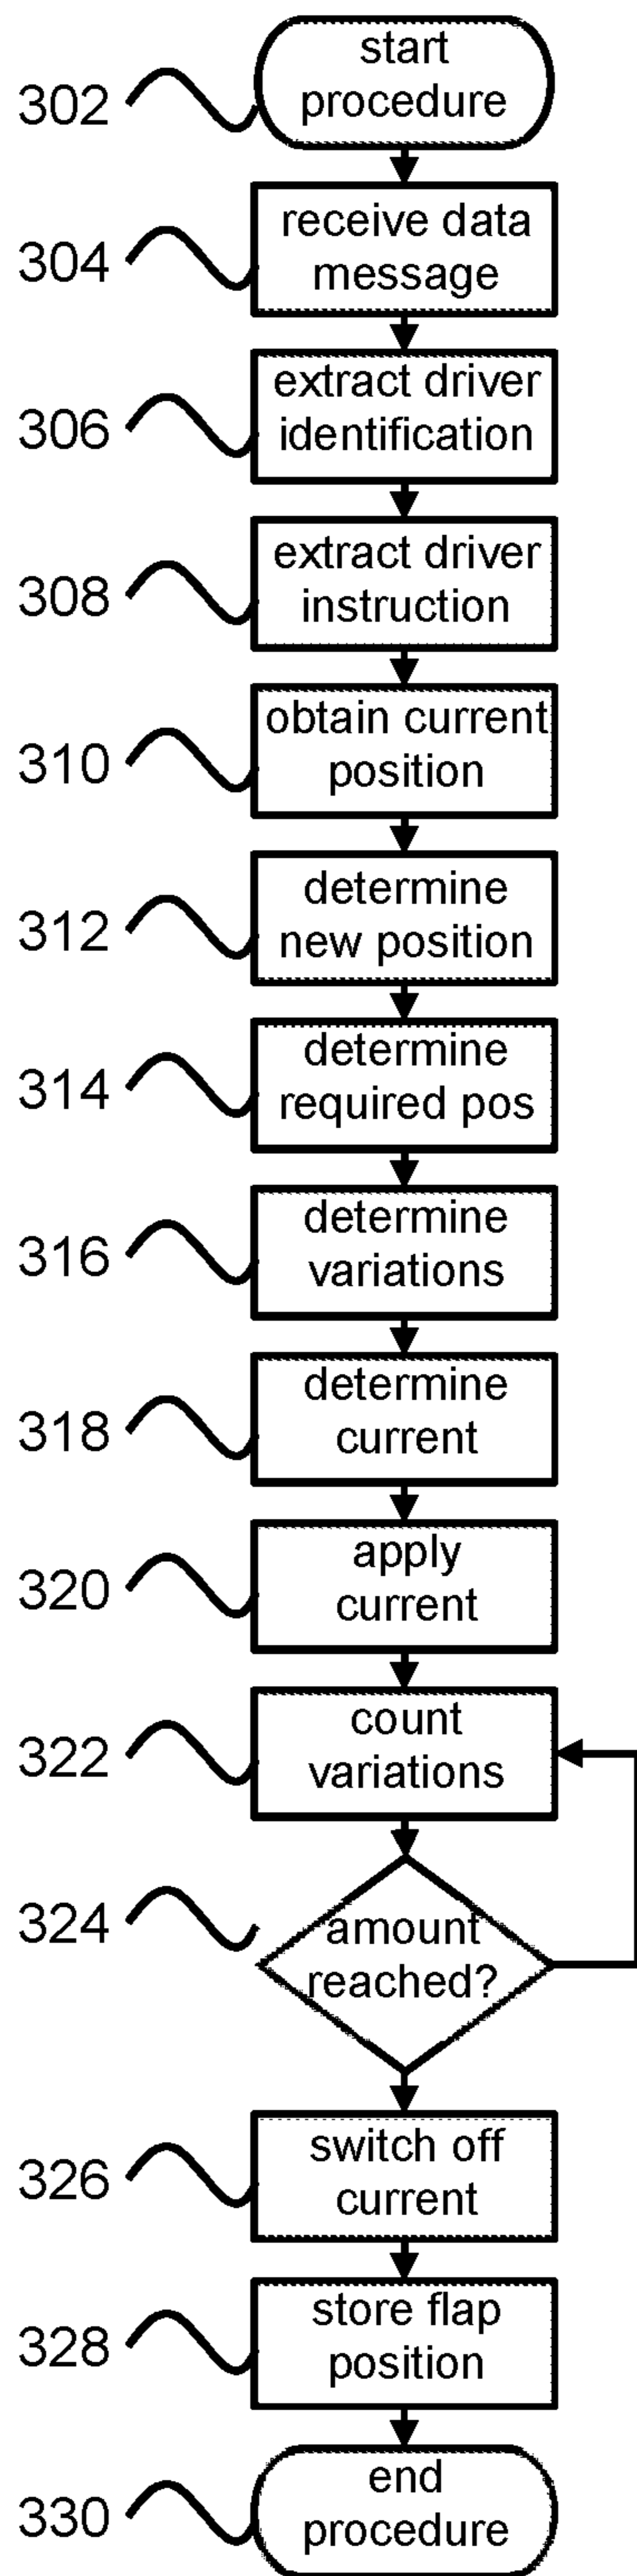 start
302
procedure
receive data
304
message
extract driver
306
identification
extract driver
308
instruction
obtain current
310
position
determine
312
new position
determine
314
required pos
determine
316
variations
determine
318
current
apply
320
current
count
322
variations
324
amount
reached?
switch off
326
current
store flap
328
position
end
330
procedure